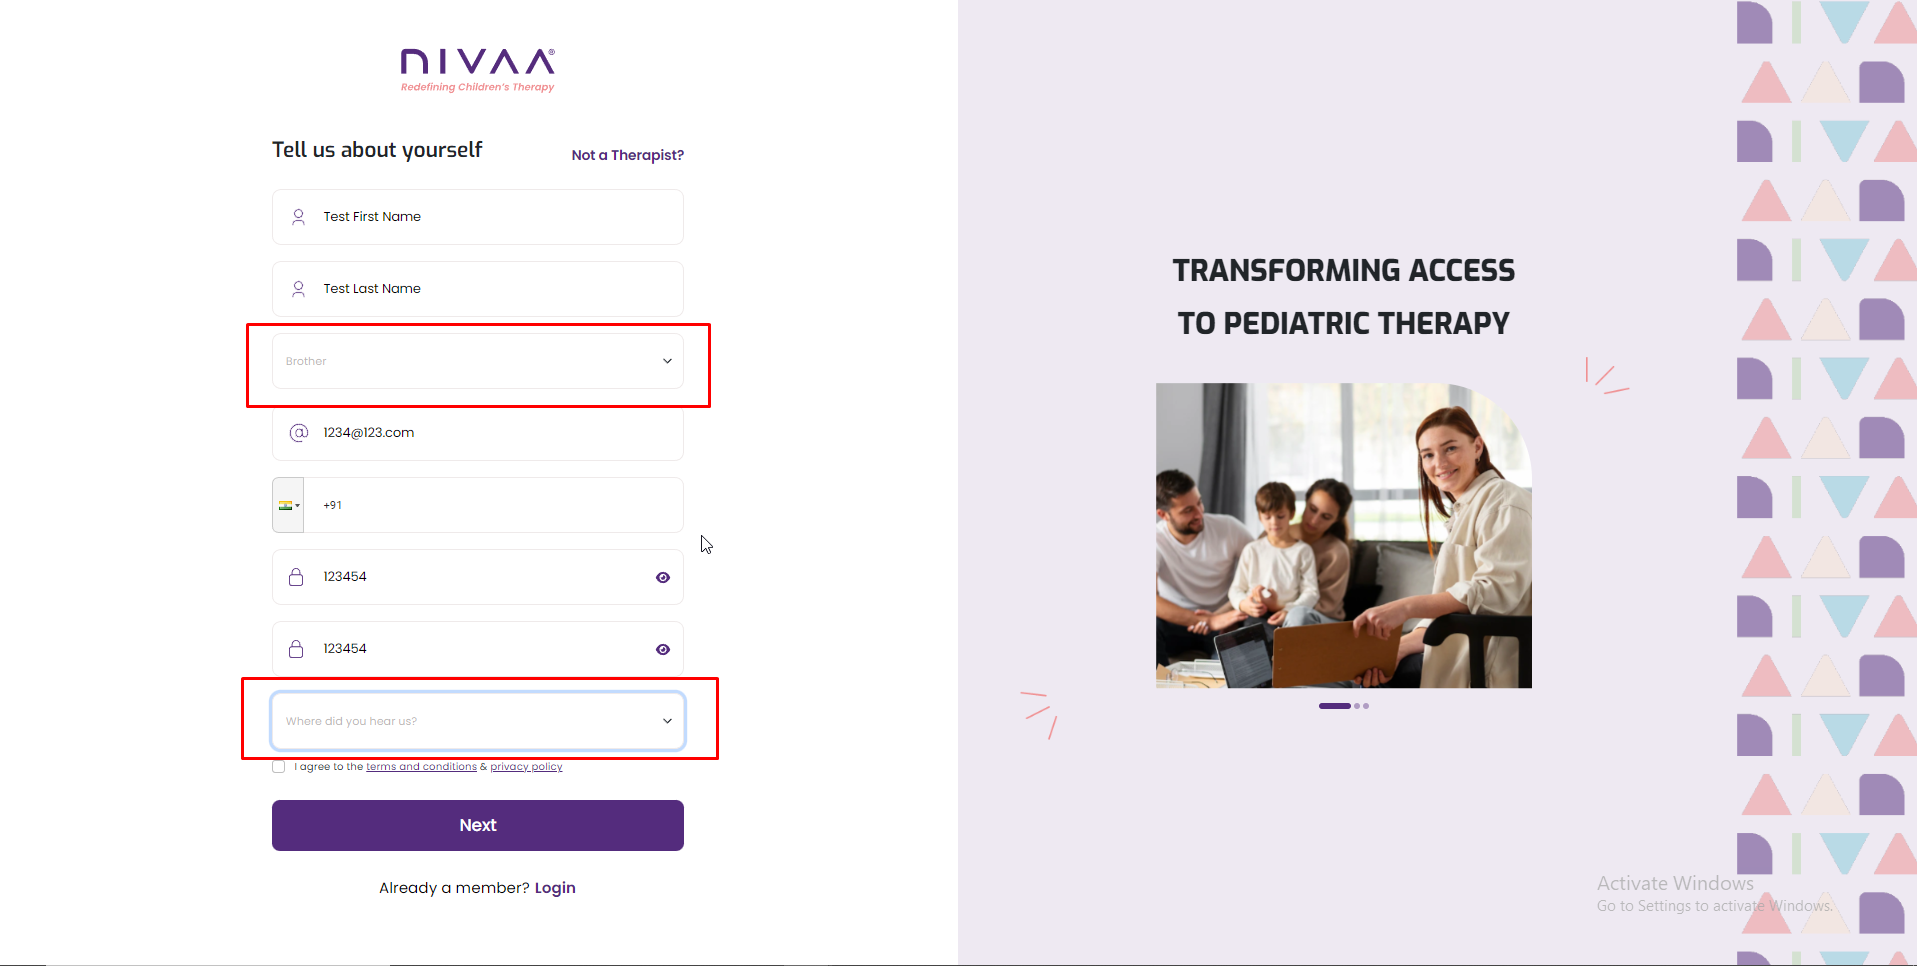 NIVAA®
Redefining Children's Therapy
Tell us about yourself
Not a Therapist?
Test First Name
Test Last Name
Brother
1234@123.com
+91
123454
123454
Where did you hear us?
I agree to the terms and conditions & privacy policy
Next
Already a member? Login
TRANSFORMING ACCESS
TO PEDIATRIC THERAPY
Activate Windows
Go to Settings to activate Windows.